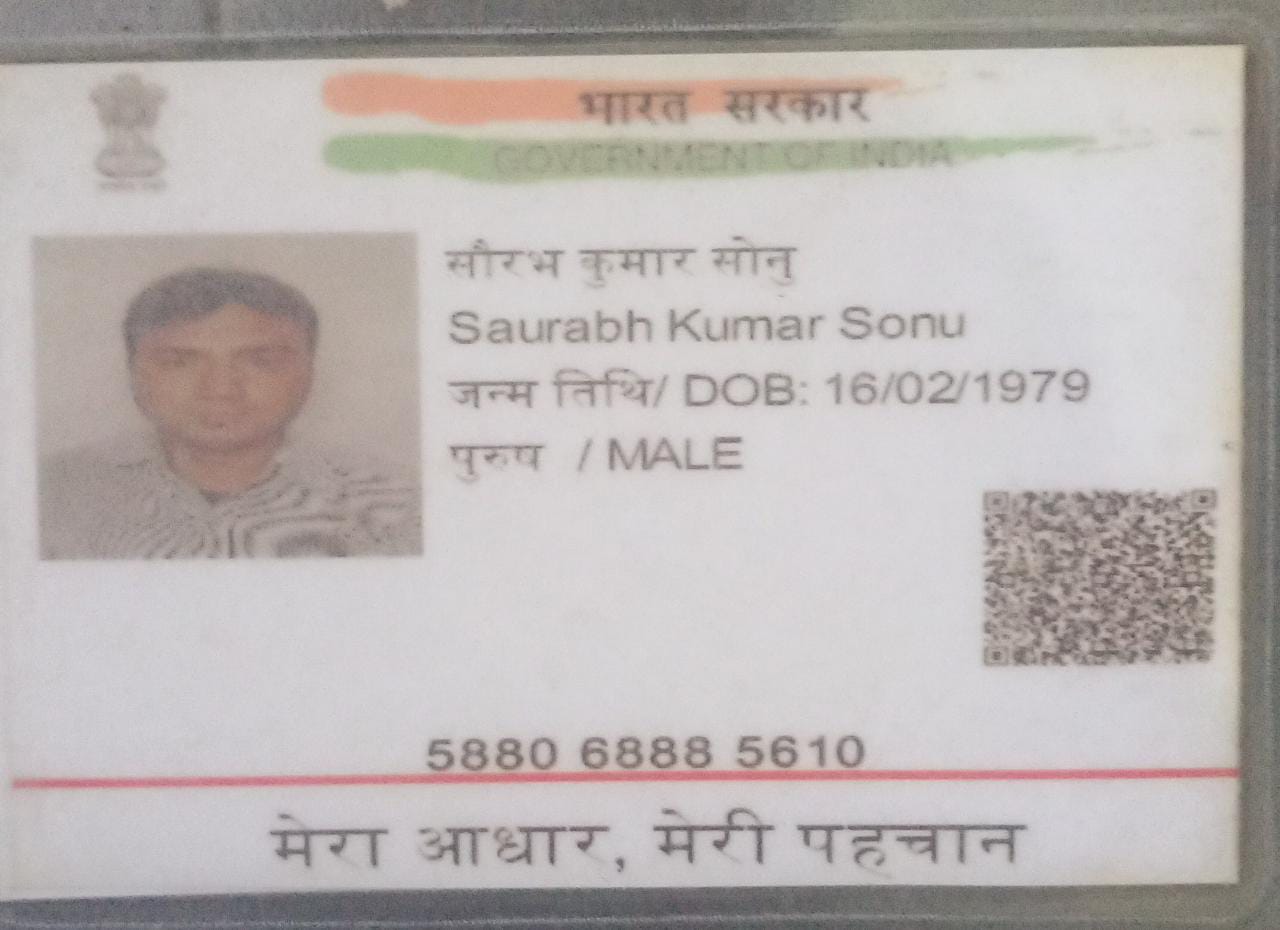 भारत सरकार
GOVERNMENT OF INDIA
सौरभ कुमार सोनु
Saurabh Kumar Sonu
जन्म तिथि/ DOB: 16/02/1979
पुरुष / MALE
5880 6888 5610
मेरा आधार, मेरी पहचान